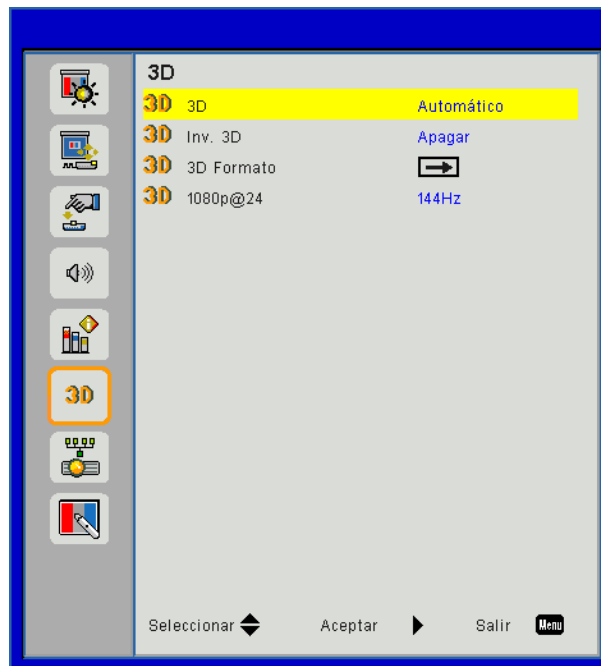 3D
3D 3D Automático
3D Inv. 3D Apagar
3D 3D Formato
3D 1080p@24 144Hz
3D
Seleccionar Aceptar Salir Menu